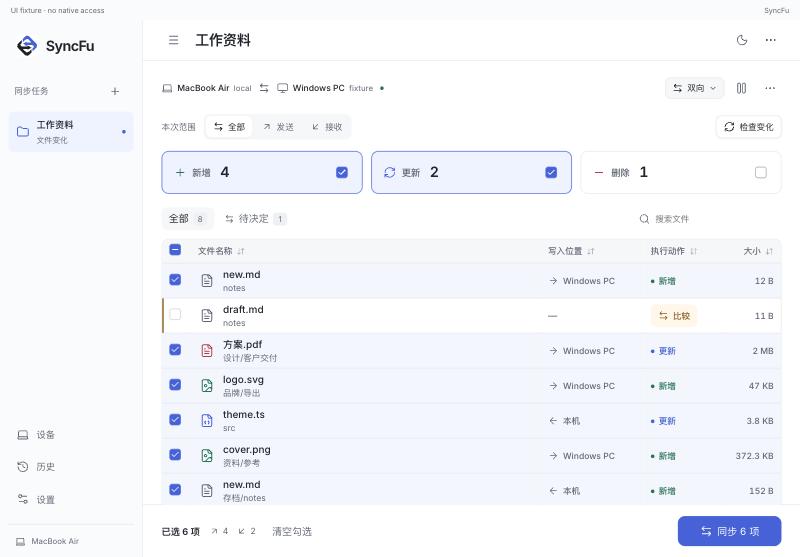 UI fixture · no native access
SyncFu
SyncFu
同步任务
工作资料
文件变化
设备
历史
设置
MacBook Air
工作资料
MacBook Air local
Windows PC fixture
双向
本次范围
全部
发送
接收
检查变化
新增 4
更新 2
删除 1
全部 8
待决定 1
搜索文件
文件名称
写入位置
执行动作
大小
new.md
notes
→ Windows PC
新增
12 B
draft.md
notes
—
比较
11 B
方案.pdf
设计/客户交付
→ Windows PC
更新
2 MB
logo.svg
品牌/导出
→ Windows PC
新增
47 KB
theme.ts
src
← 本机
更新
3.8 KB
cover.png
资料/参考
→ Windows PC
新增
372.3 KB
new.md
存档/notes
← 本机
新增
152 B
已选 6 项
↗ 4
↙ 2
清空勾选
同步 6 项